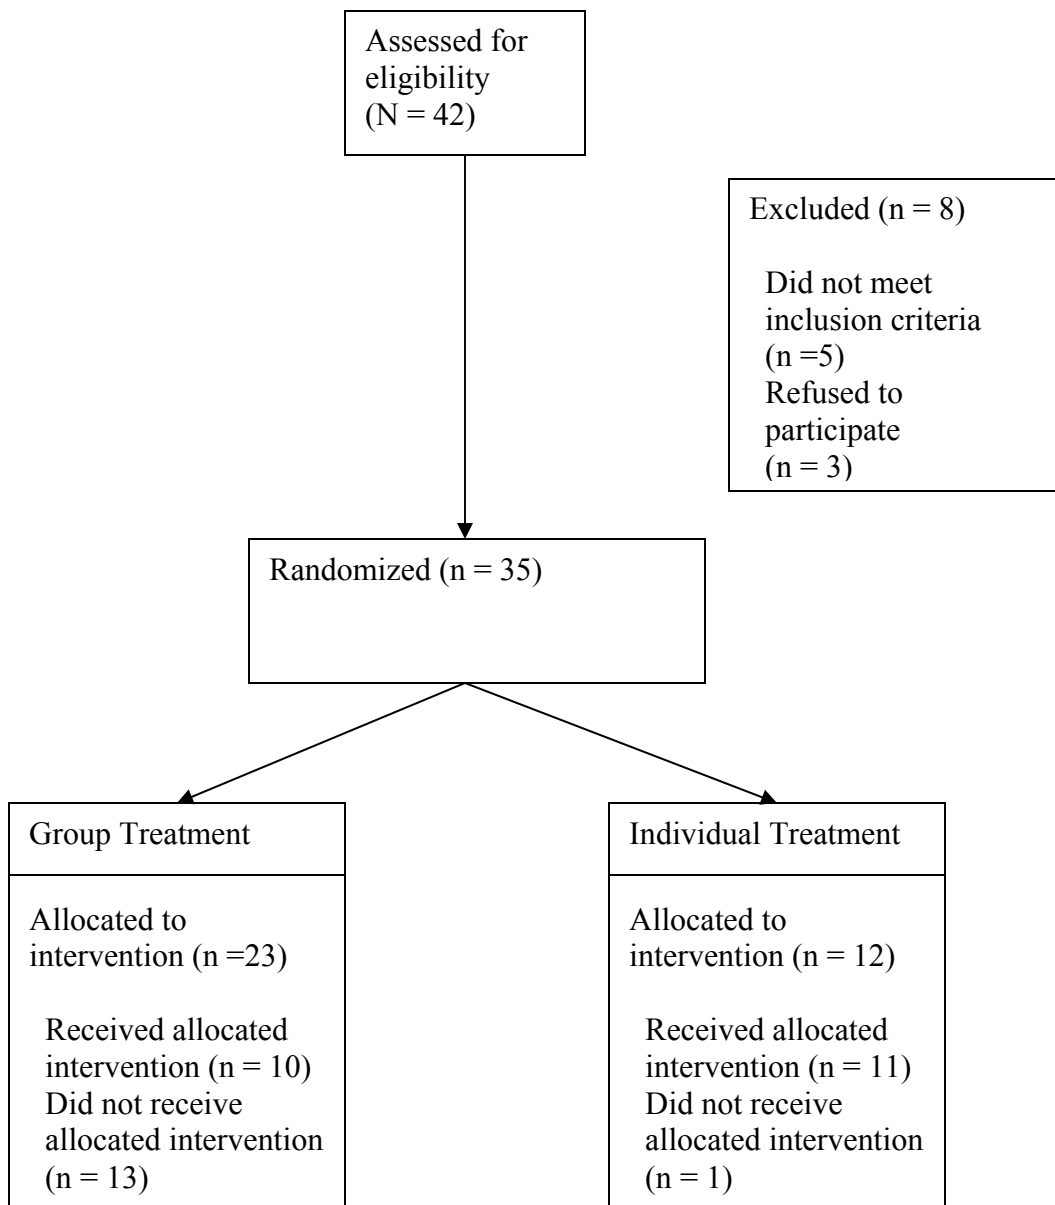 Assessed for
eligibility
(N = 42)
Excluded (n = 8)
Did not meet
inclusion criteria
(n =5)
Refused to
participate
(n = 3)
Randomized (n = 35)
Group Treatment
Allocated to
intervention (n =23)
Received allocated
intervention (n = 10)
Did not receive
allocated intervention
(n = 13)
Individual Treatment
Allocated to
intervention (n = 12)
Received allocated
intervention (n = 11)
Did not receive
allocated intervention
(n = 1)